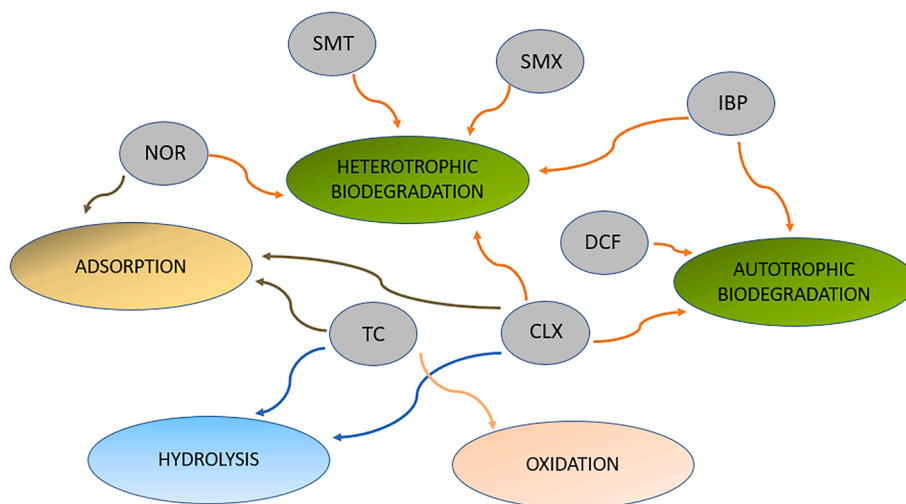 SMT
SMX
IBP
NOR
HETEROTROPHIC
BIODEGRADATION
DCF
ADSORPTION
AUTOTROPHIC
BIODEGRADATION
TC
CLX
HYDROLYSIS
OXIDATION